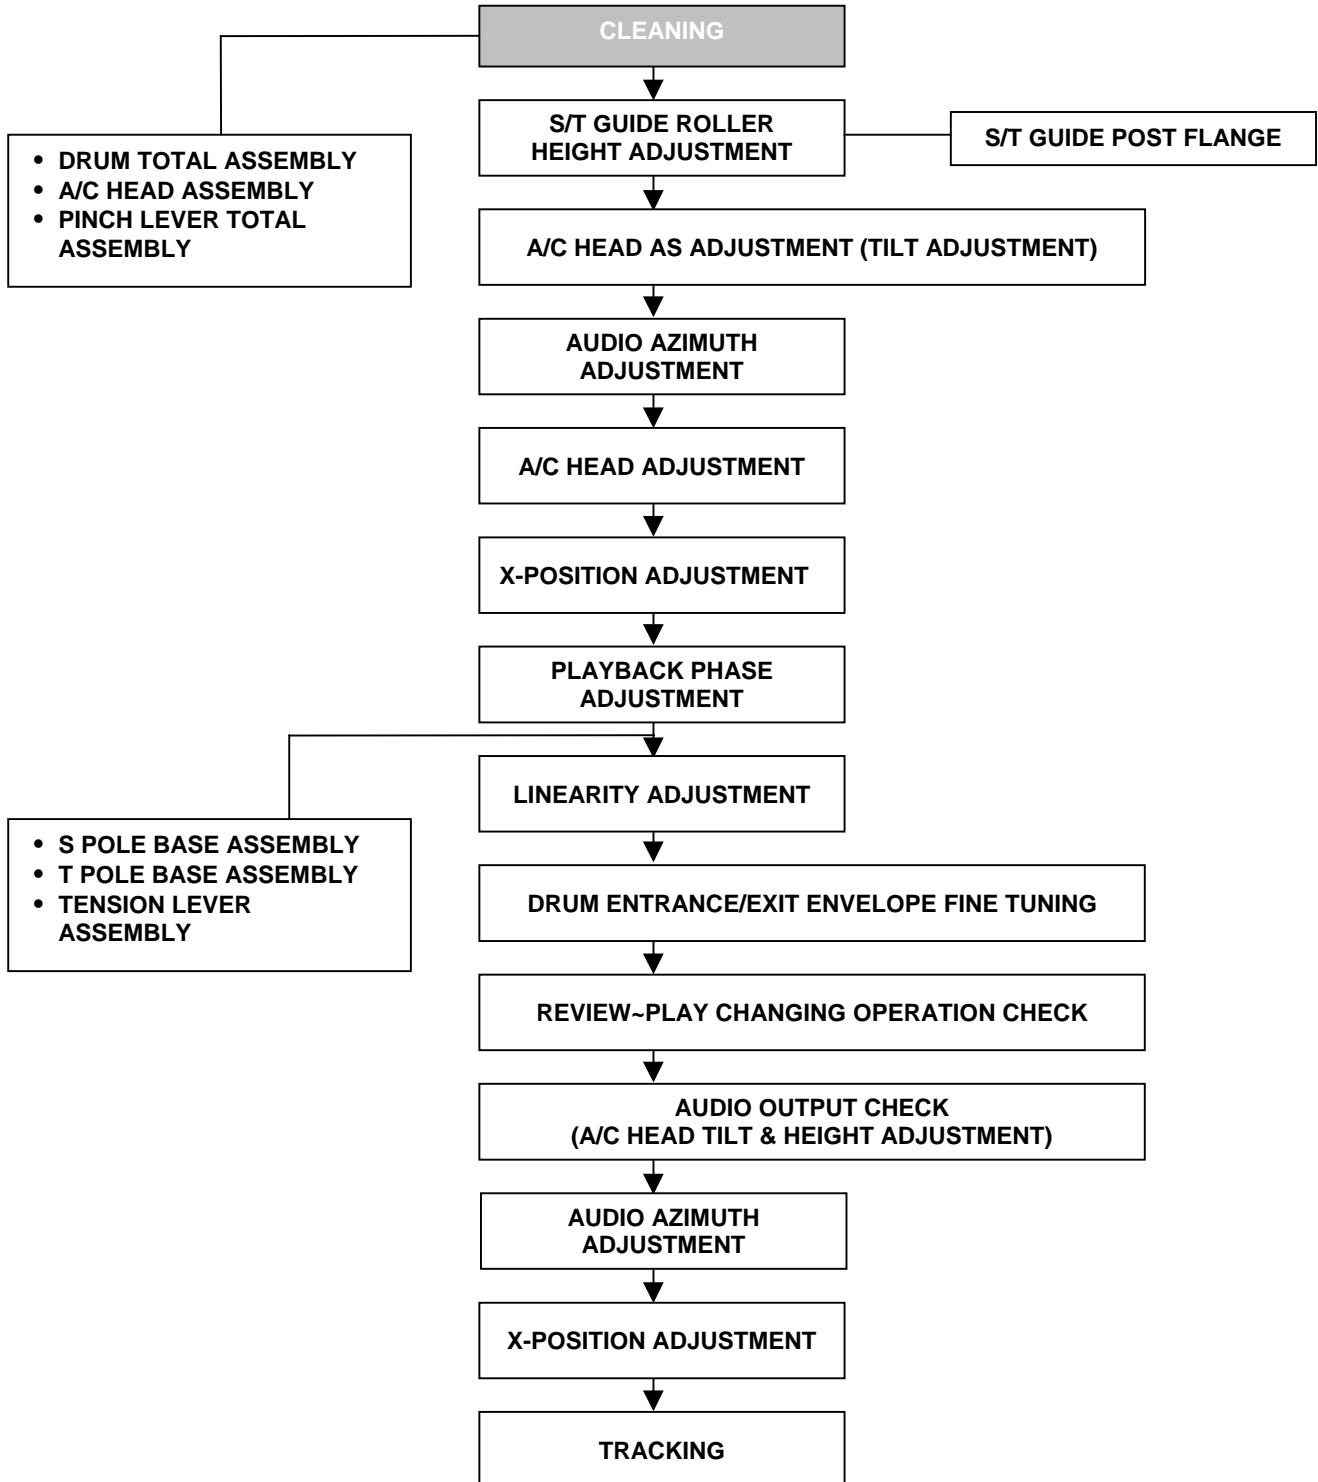 CLEANING
• DRUM TOTAL ASSEMBLY
• A/C HEAD ASSEMBLY
• PINCH LEVER TOTAL
ASSEMBLY
S/T GUIDE ROLLER
HEIGHT ADJUSTMENT
S/T GUIDE POST FLANGE
A/C HEAD AS ADJUSTMENT (TILT ADJUSTMENT)
AUDIO AZIMUTH
ADJUSTMENT
A/C HEAD ADJUSTMENT
X-POSITION ADJUSTMENT
PLAYBACK PHASE
ADJUSTMENT
• S POLE BASE ASSEMBLY
• T POLE BASE ASSEMBLY
• TENSION LEVER
ASSEMBLY
LINEARITY ADJUSTMENT
DRUM ENTRANCE/EXIT ENVELOPE FINE TUNING
REVIEW~PLAY CHANGING OPERATION CHECK
AUDIO OUTPUT CHECK
(A/C HEAD TILT & HEIGHT ADJUSTMENT)
AUDIO AZIMUTH
ADJUSTMENT
X-POSITION ADJUSTMENT
TRACKING